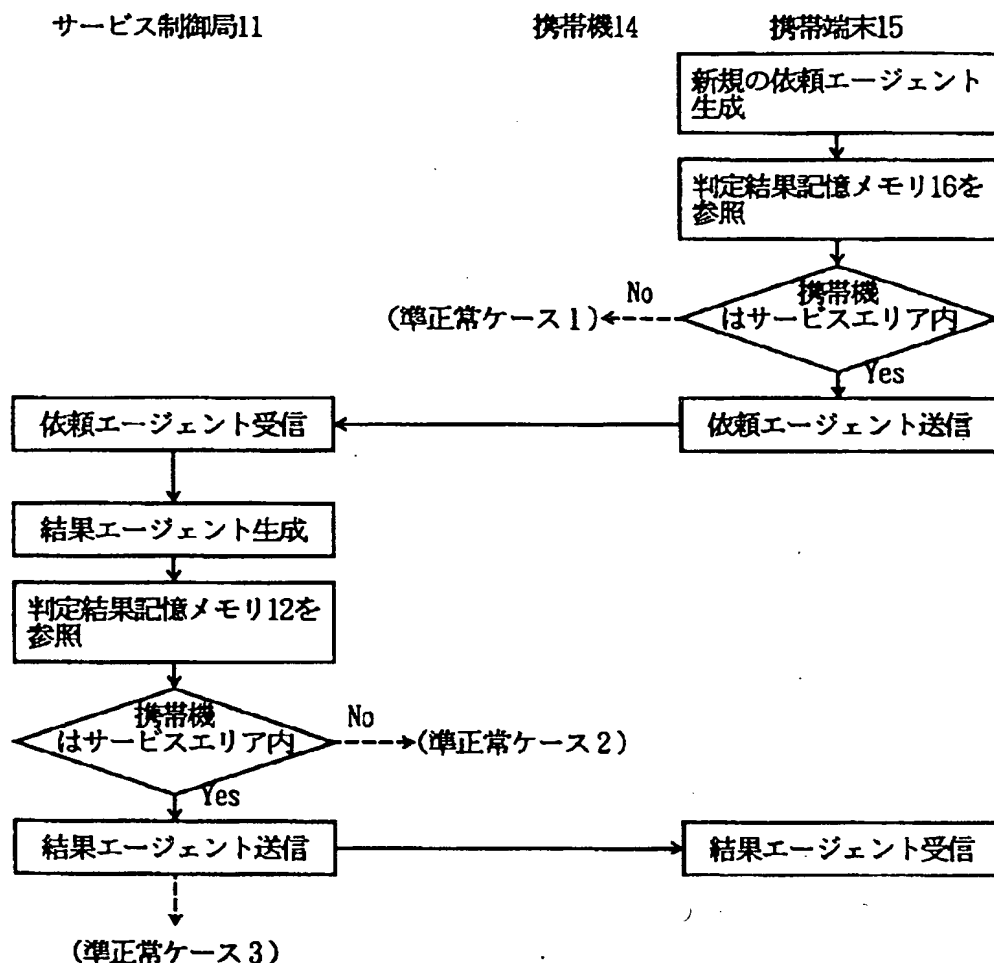 サービス制御局11 携帯機14 携帯端末15
新規の依頼エージェント
生成
判定結果記憶メモリ16を
参照
携帯機
はサービスエリア内
No
(準正常ケース1)
Yes
依頼エージェント送信
依頼エージェント受信
結果エージェント生成
判定結果記憶メモリ12を
参照
携帯機
はサービスエリア内
No
(準正常ケース2)
Yes
結果エージェント送信
結果エージェント受信
(準正常ケース3)